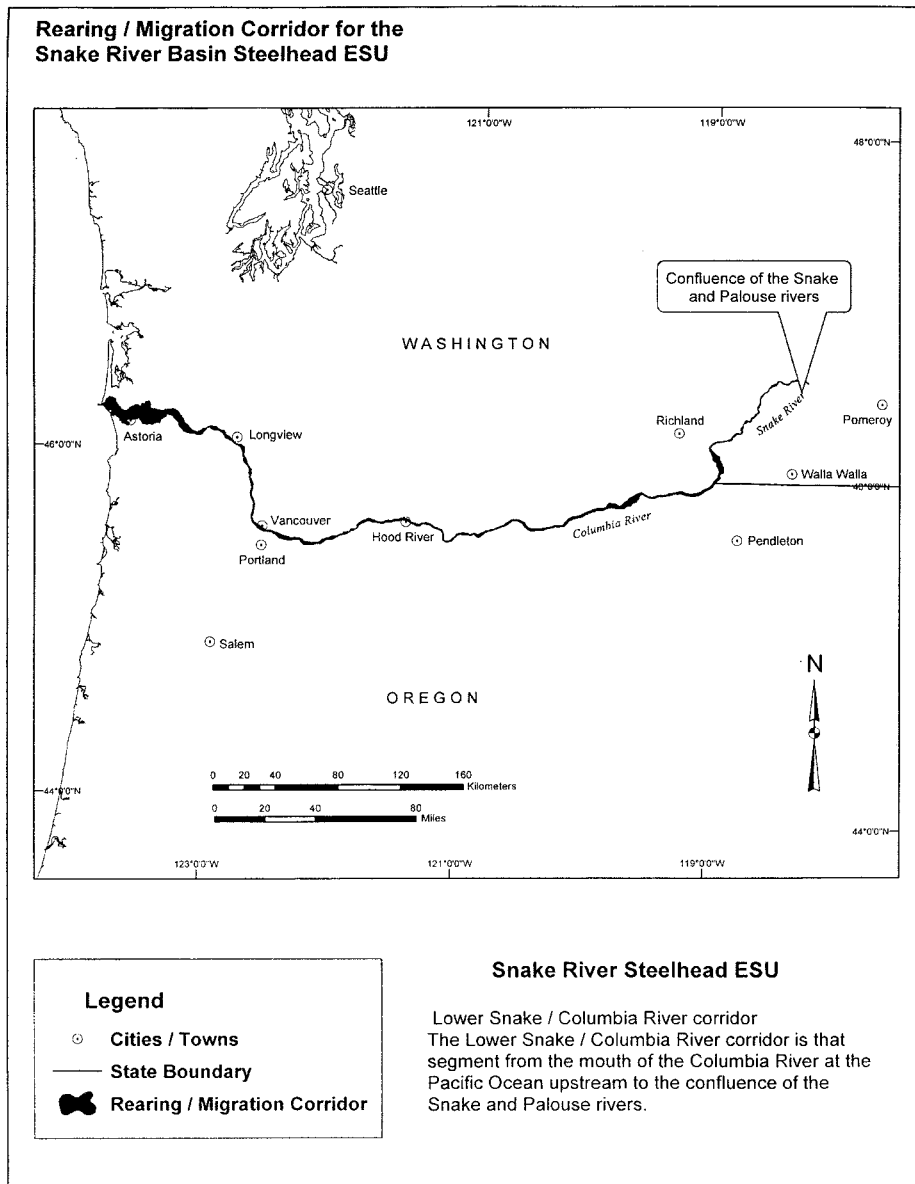 Rearing / Migration Corridor for the
Snake River Basin Steelhead ESU
121°0'0"W
119°0'0"W
48°0'0"N
Seattle
Confluence of the Snake
and Palouse rivers
WASHINGTON
Snake River
Richland
Pomeroy
Astoria
Longview
46°0'0"N
Walla Walla
46°0'0"N
Vancouver
Hood River
Columbia River
Portland
Pendleton
Salem
N
OREGON
0 20 40 80 120 160
Kilometers
44°0'0"N
0 20 40 80
Miles
44°0'0"N
123°0'0"W
121°0'0"W
119°0'0"W
Legend
Cities / Towns
State Boundary
Rearing / Migration Corridor
Snake River Steelhead ESU
Lower Snake / Columbia River corridor
The Lower Snake / Columbia River corridor is that
segment from the mouth of the Columbia River at the
Pacific Ocean upstream to the confluence of the
Snake and Palouse rivers.